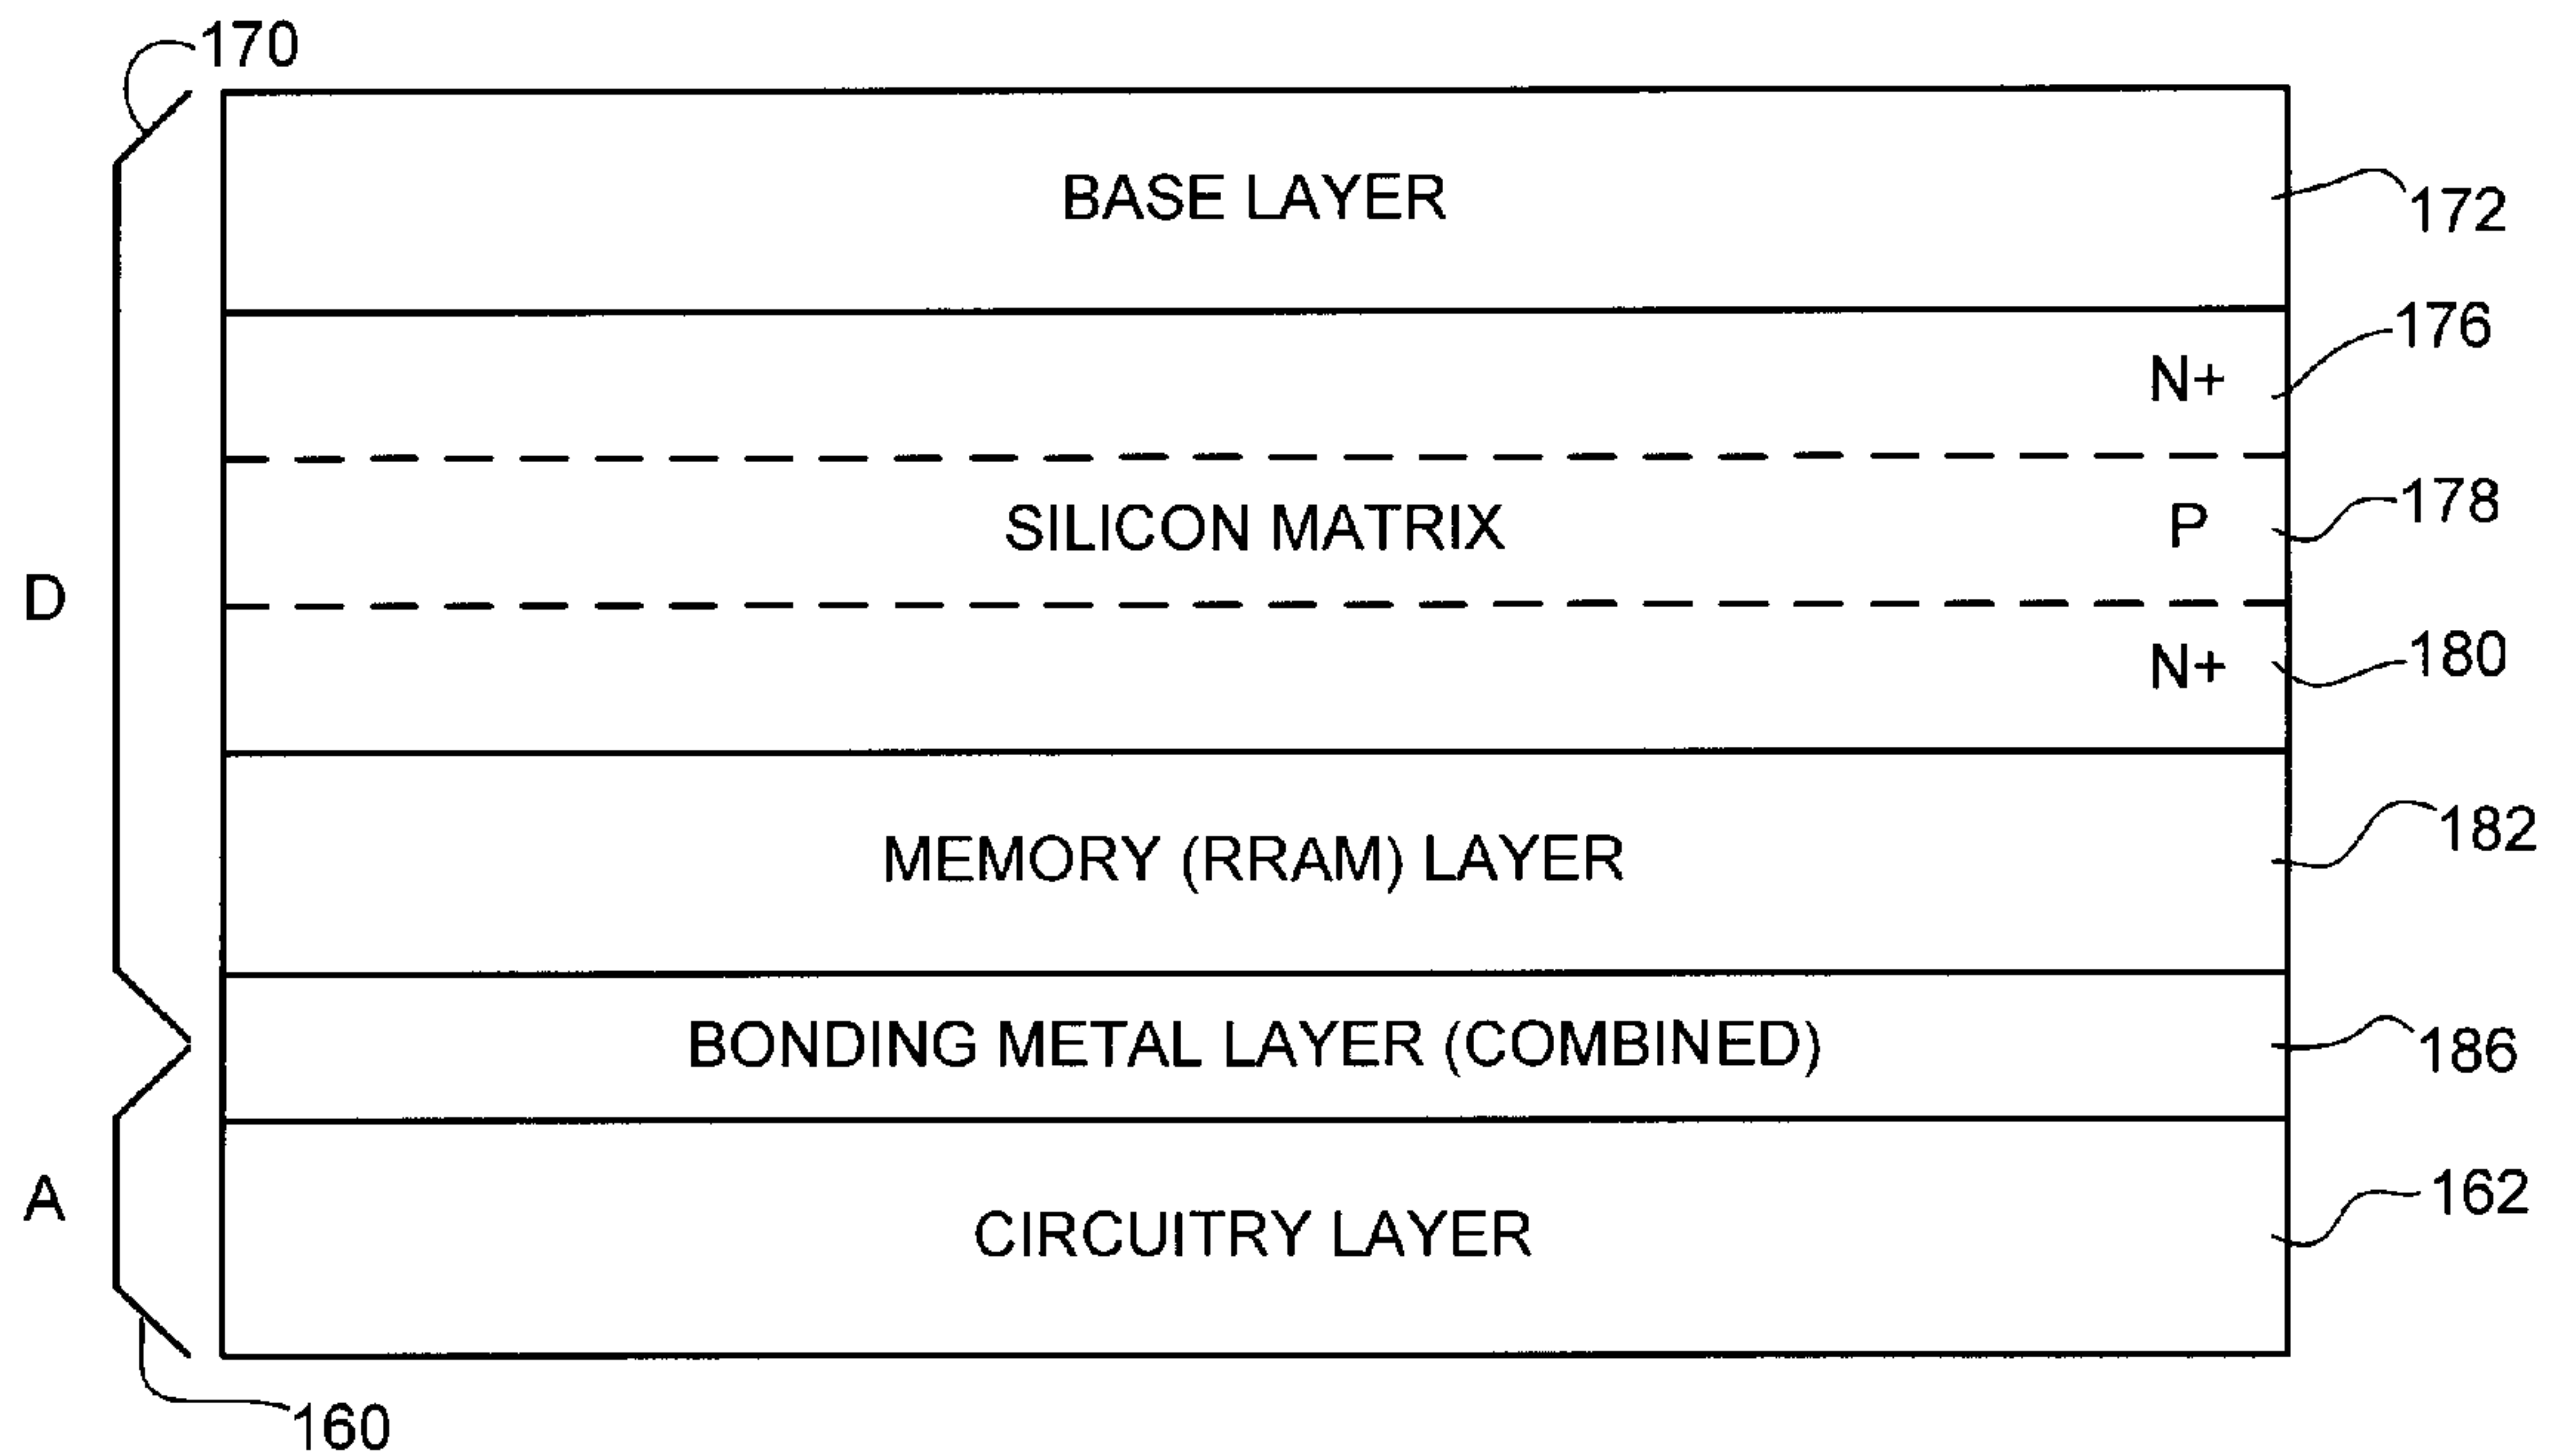 170
BASE LAYER
172
176
N+
SILICON MATRIX
P
178
D
N+
180
MEMORY (RRAM) LAYER
182
BONDING METAL LAYER (COMBINED)
186
A
CIRCUITRY LAYER
162
160